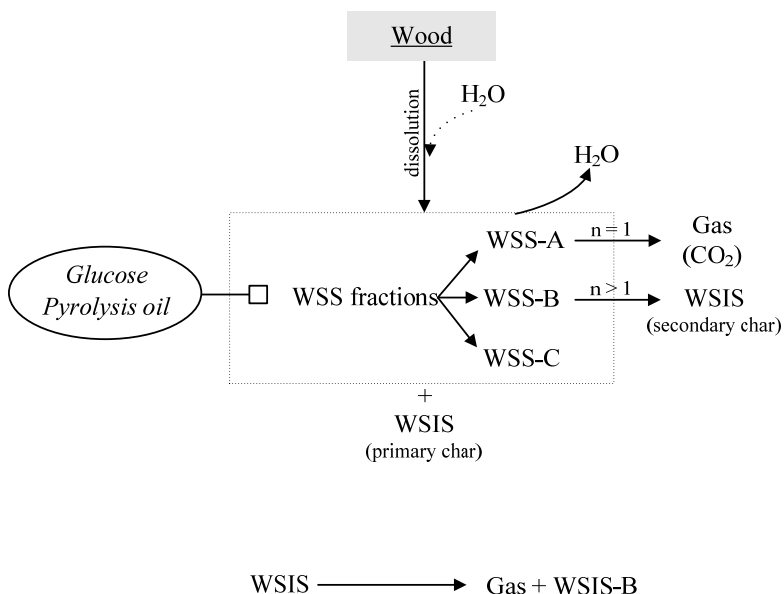 Wood
dissolution
H₂O
H₂O
WSS-A
n = 1
Gas
(CO₂)
Glucose
Pyrolysis oil
WSS fractions
WSS-B
n > 1
WSIS
(secondary char)
WSS-C
+
WSIS
(primary char)
WSIS
Gas + WSIS-B